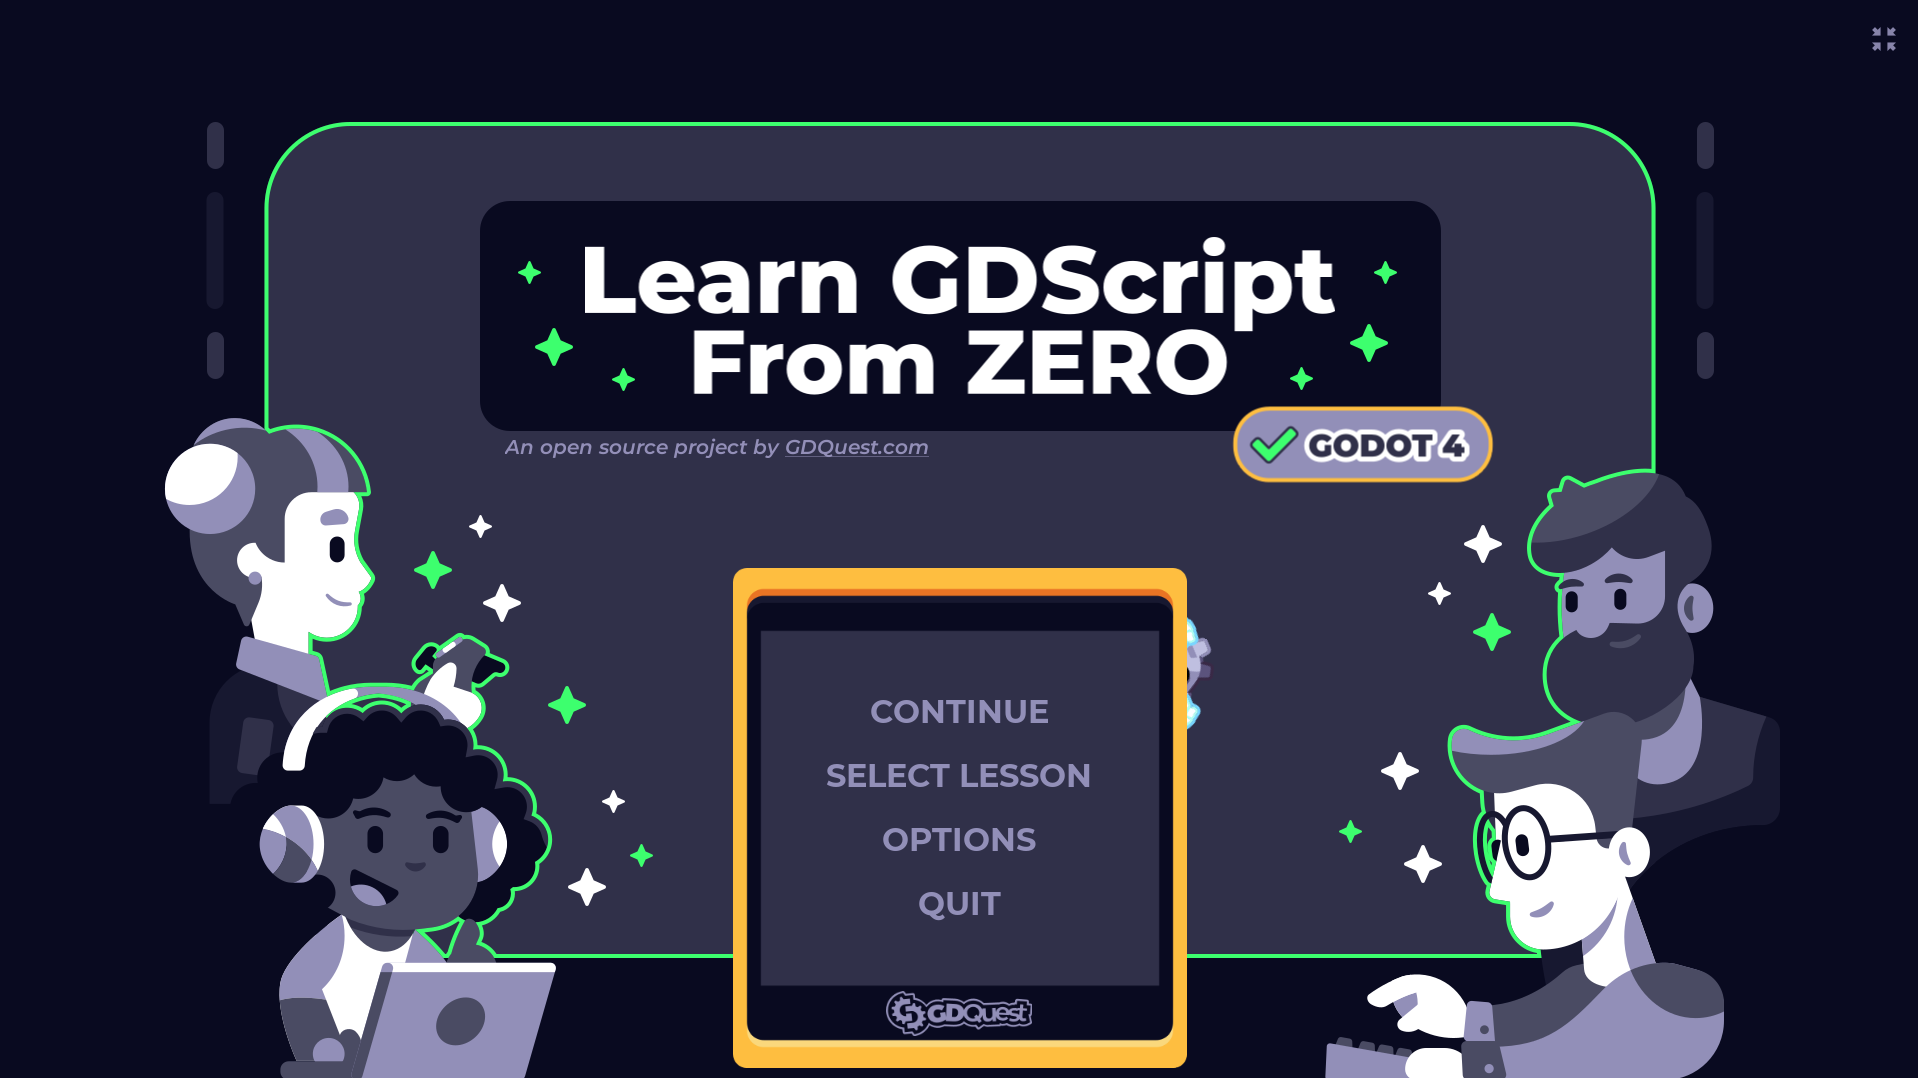 Learn GDScript
From ZERO
An open source project by GDQuest.com
GODOT 4
CONTINUE
SELECT LESSON
OPTIONS
QUIT
GDQuest